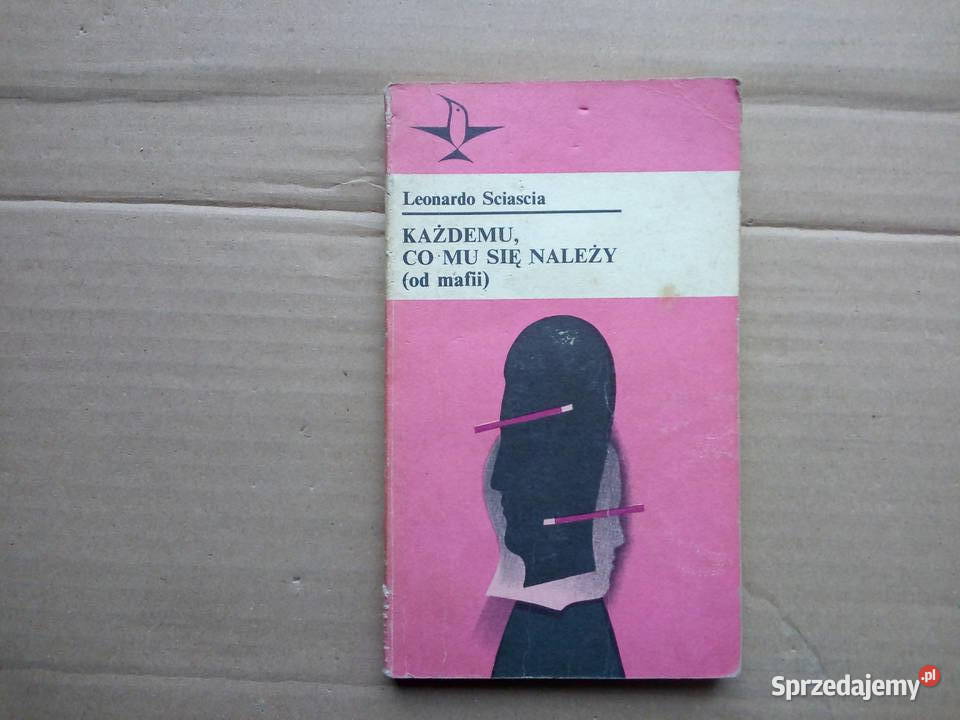 Leonardo Sciascia
KAŻDEMU,
CO MU SIĘ NALEŻY
(od mafii)
Sprzedajemy.pl